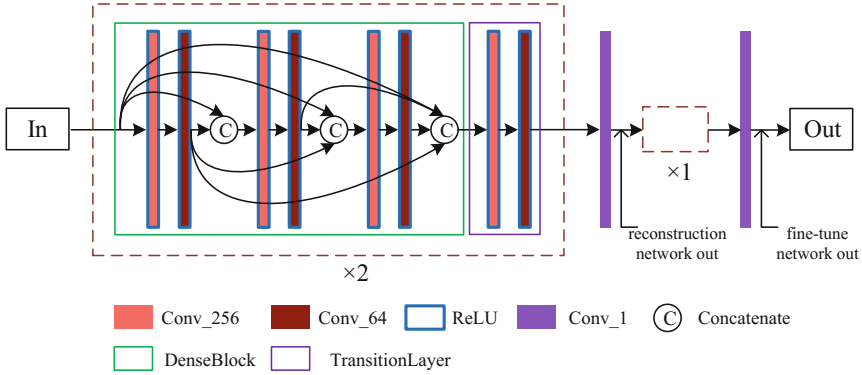 In
C
C
C
Out
×1
×2
reconstruction
network out
fine-tune
network out
Conv_256
Conv_64
ReLU
Conv_1
C
Concatenate
DenseBlock
TransitionLayer